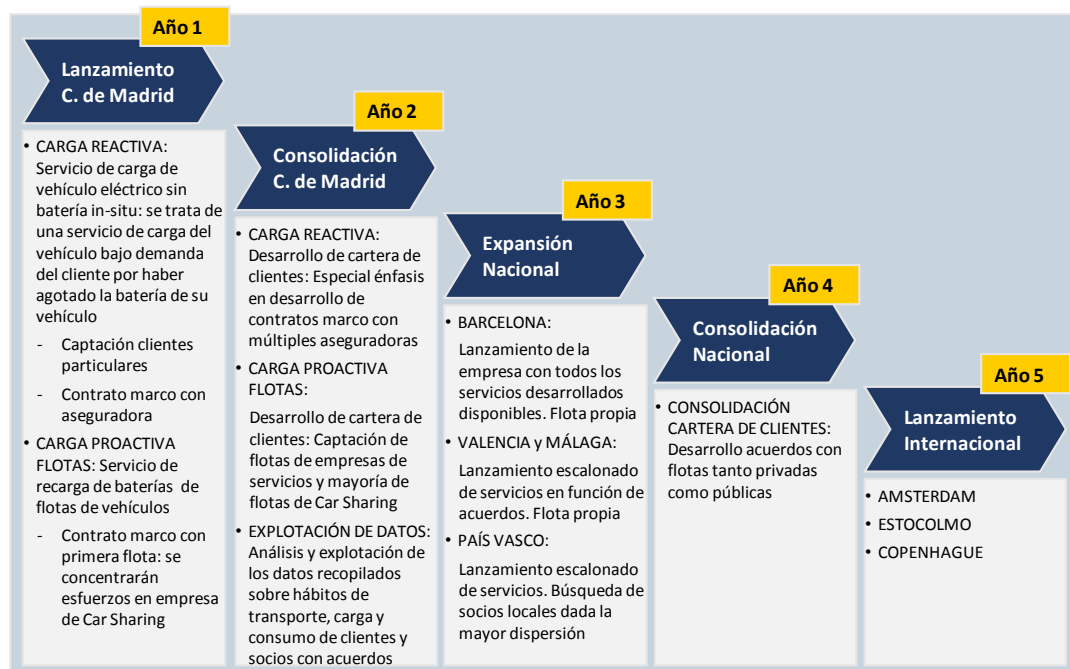 Año 1
Lanzamiento
C. de Madrid
• CARGA REACTIVA:
Servicio de carga de
vehículo eléctrico sin
batería in-situ: se trata de
una servicio de carga del
vehículo bajo demanda
del cliente por haber
agotado la batería de su
vehículo
- Captación clientes
particulares
- Contrato marco con
aseguradora
• CARGA PROACTIVA
FLOTAS: Servicio de
recarga de baterías de
flotas de vehículos
- Contrato marco con
primera flota: se
concentrarán
esfuerzos en empresa
de Car Sharing
Año 2
Consolidación
C. de Madrid
• CARGA REACTIVA:
Desarrollo de cartera de
clientes: Especial énfasis
en desarrollo de
contratos marco con
múltiples aseguradoras
• CARGA PROACTIVA
FLOTAS:
Desarrollo de cartera de
clientes: Captación de
flotas de empresas de
servicios y mayoría de
flotas de Car Sharing
• EXPLOTACIÓN DE DATOS:
Análisis y explotación de
los datos recopilados
sobre hábitos de
transporte, carga y
consumo de clientes y
socios con acuerdos
Año 3
Expansión
Nacional
• BARCELONA:
Lanzamiento de la
empresa con todos los
servicios desarrollados
disponibles. Flota propia
• VALENCIA y MÁLAGA:
Lanzamiento escalonado
de servicios en función de
acuerdos. Flota propia
• PAÍS VASCO:
Lanzamiento escalonado
de servicios. Búsqueda de
socios locales dada la
mayor dispersión
Año 4
Consolidación
Nacional
• CONSOLIDACIÓN
CARTERA DE CLIENTES:
Desarrollo acuerdos con
flotas tanto privadas
como públicas
Año 5
Lanzamiento
Internacional
• AMSTERDAM
• ESTOCOLMO
• COPENHAGUE